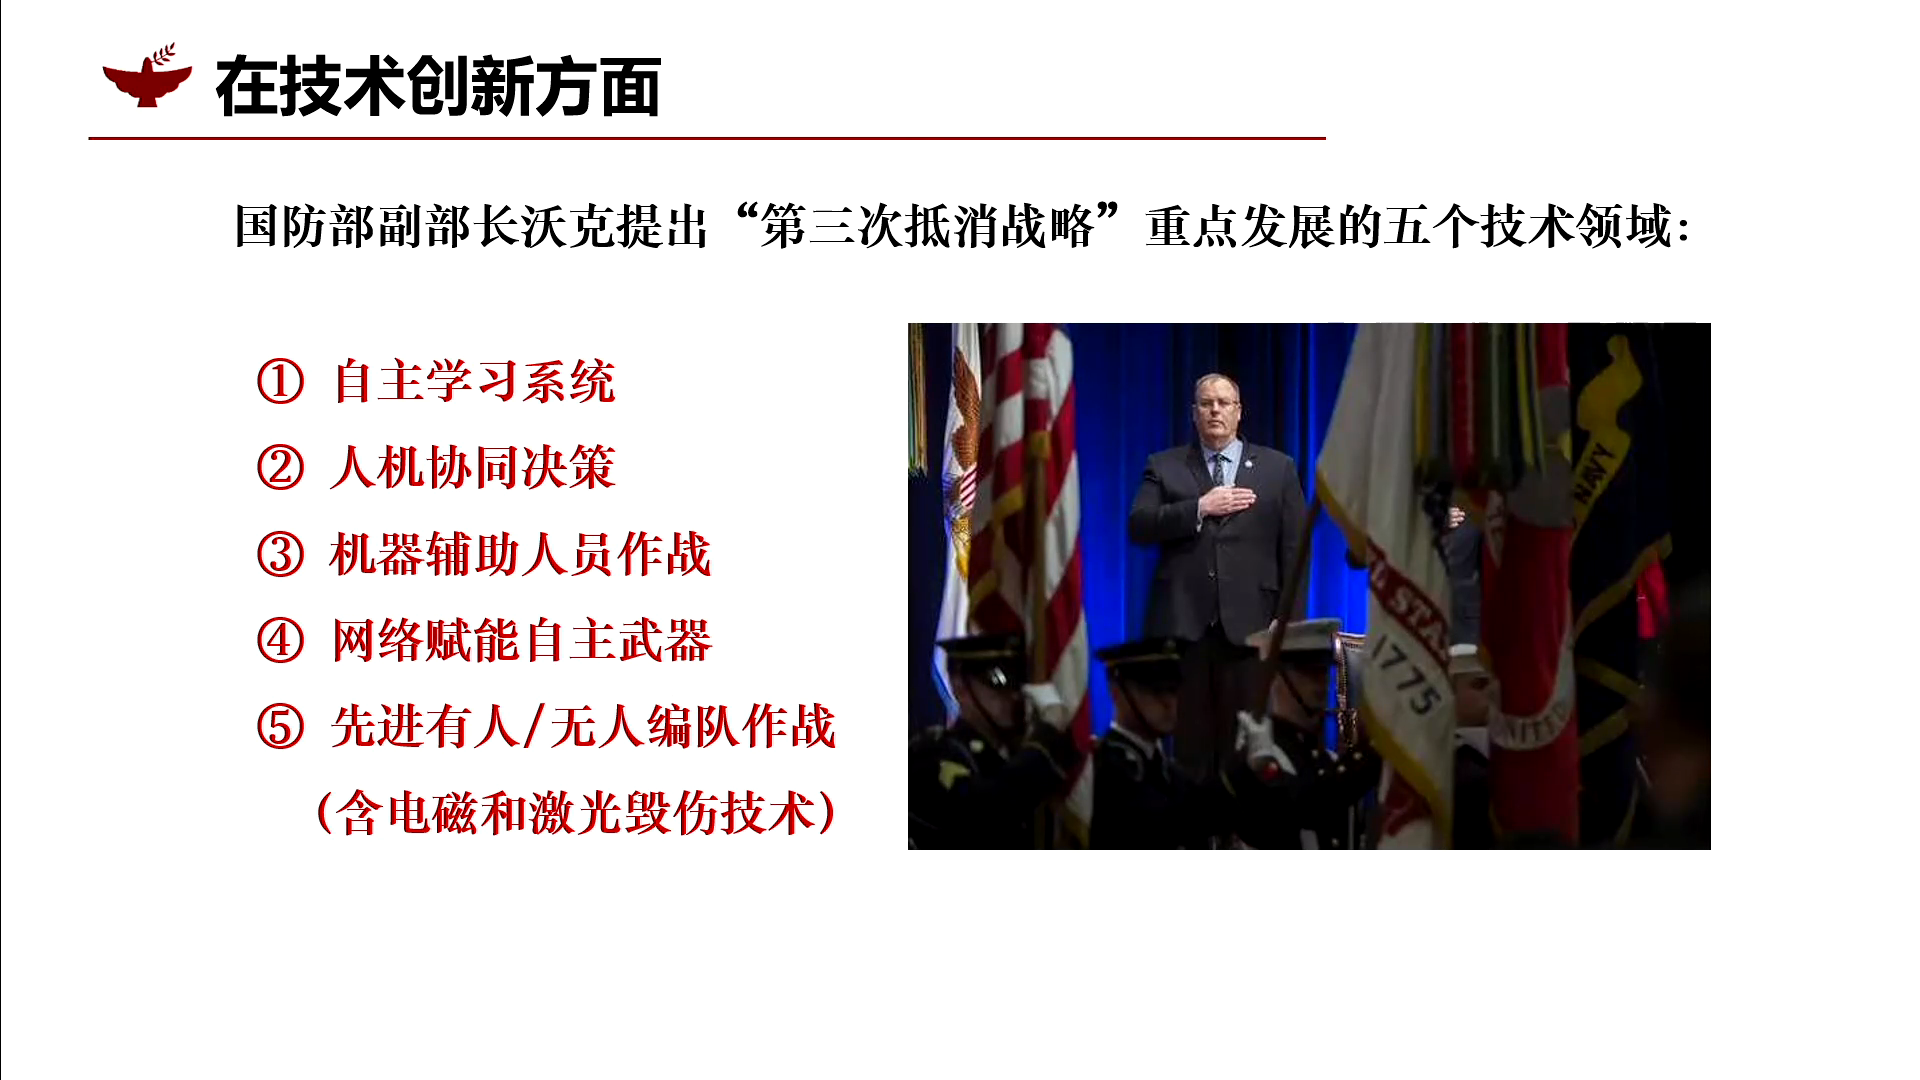 在技术创新方面
国防部副部长沃克提出“第三次抵消战略”重点发展的五个技术领域：
① 自主学习系统
② 人机协同决策
③ 机器辅助人员作战
④ 网络赋能自主武器
⑤ 先进有人/无人编队作战
（含电磁和激光毁伤技术）
NAVY
1775
UNITED